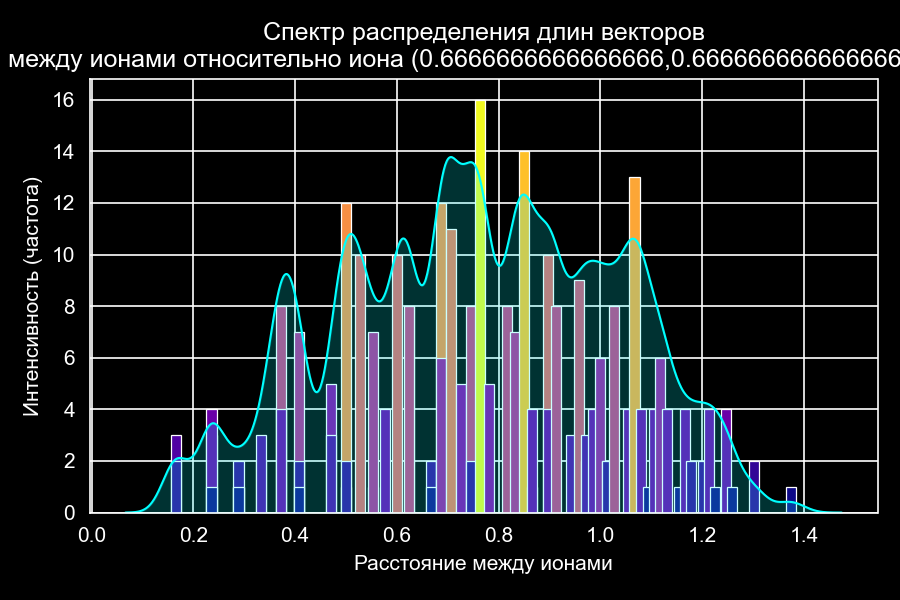 Спектр распределения длин векторов
между ионами относительно иона (0.6666666666666666,0.6666666666666666
Интенсивность (частота)
16
14
12
10
8
6
4
2
0
0.0 0.2 0.4 0.6 0.8 1.0 1.2 1.4
Расстояние между ионами